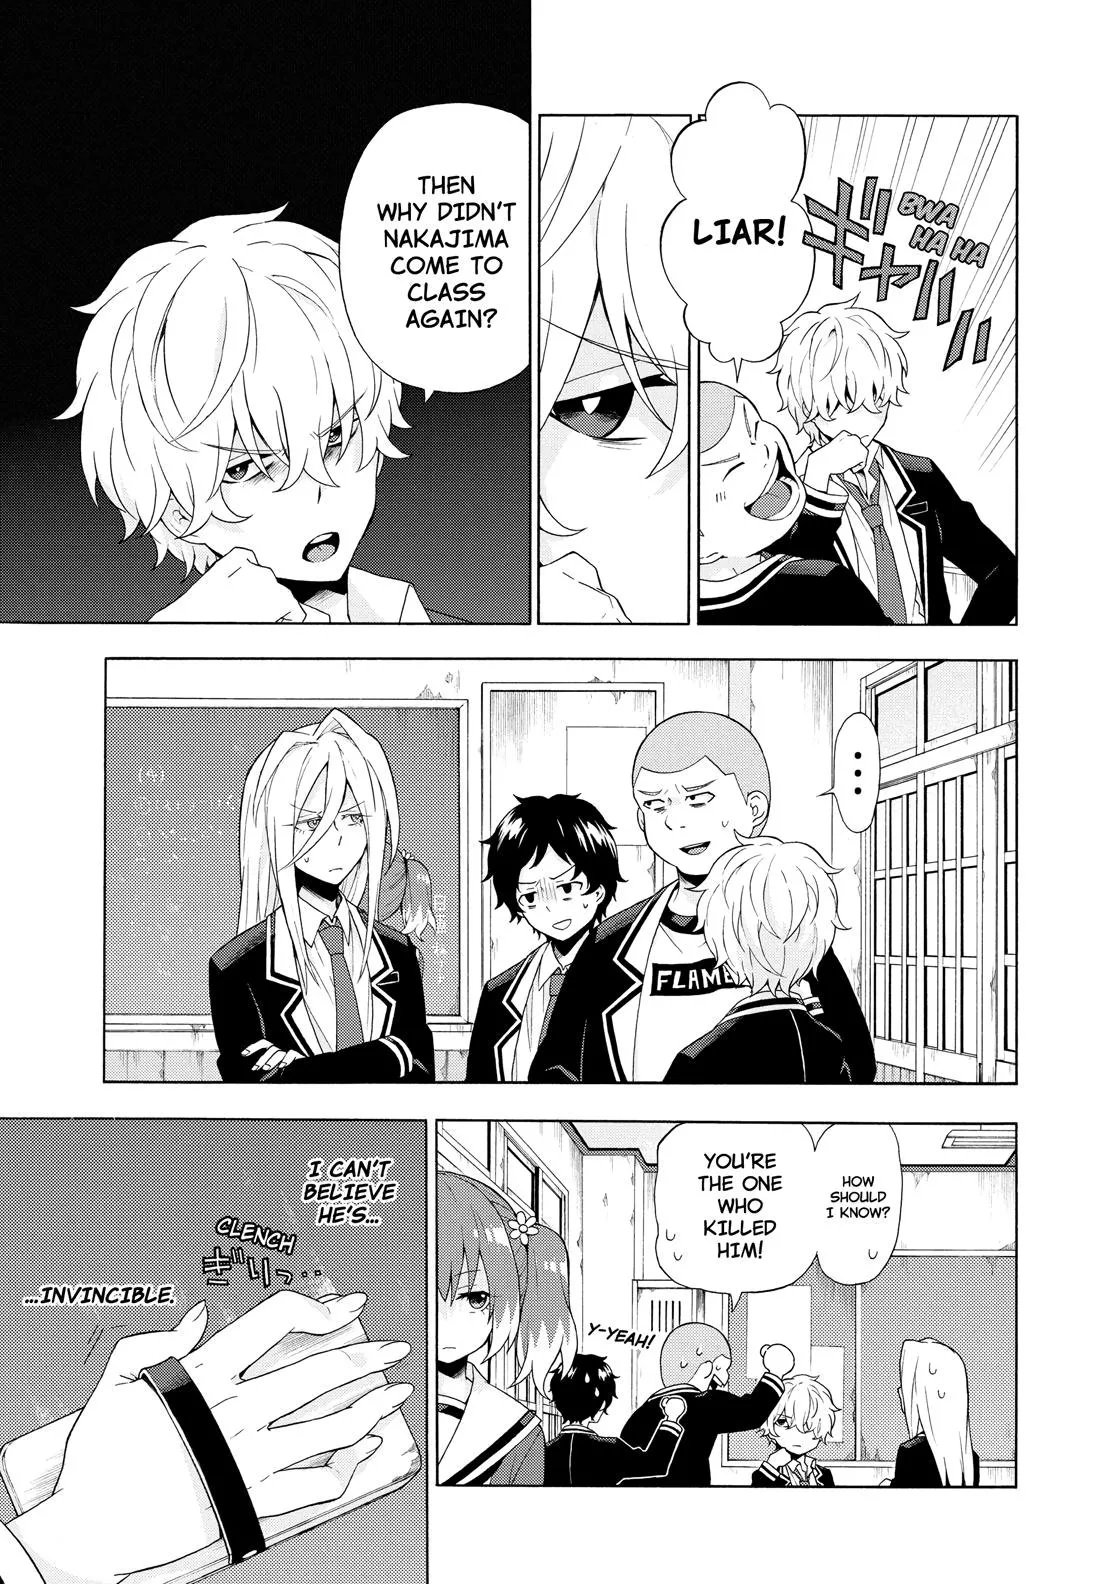 LIAR!
BWA
HA HA
ギャハハハ
THEN
WHY DIDN'T
NAKAJIMA
COME TO
CLASS
AGAIN?
FLAME
HOW
SHOULD
I KNOW?
YOU'RE
THE ONE
WHO
KILLED
HIM!
Y-YEAH!
I CAN'T
BELIEVE
HE'S...
CLENCH
ぎりっ...
...INVINCIBLE.